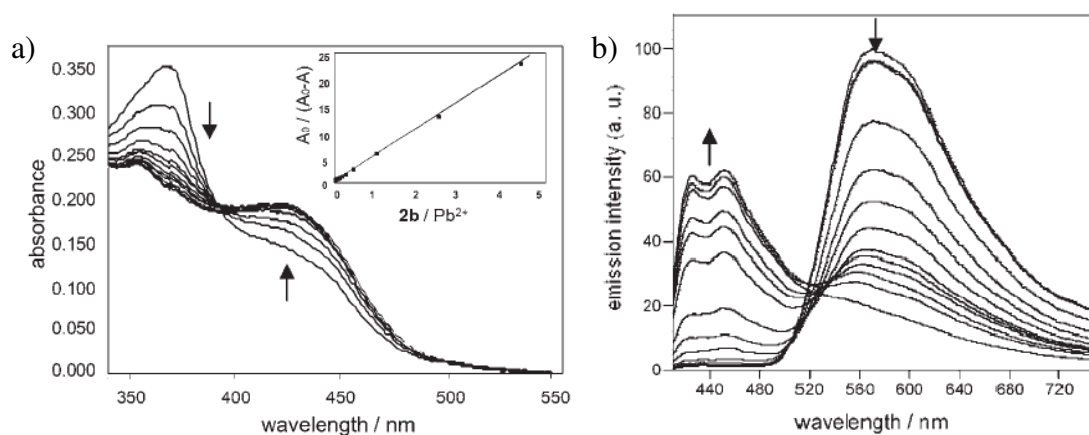 a)
absorbance
0.350
0.300
0.250
0.200
0.150
0.100
0.050
0.000
350 400 450 500 550
wavelength / nm
A₀ / (A₀-A)
25
20
15
10
5
0
0 1 2 3 4 5
2b / Pb²⁺
b)
emission intensity (a. u.)
100
80
60
40
20
0
440 480 520 560 600 640 680 720
wavelength / nm